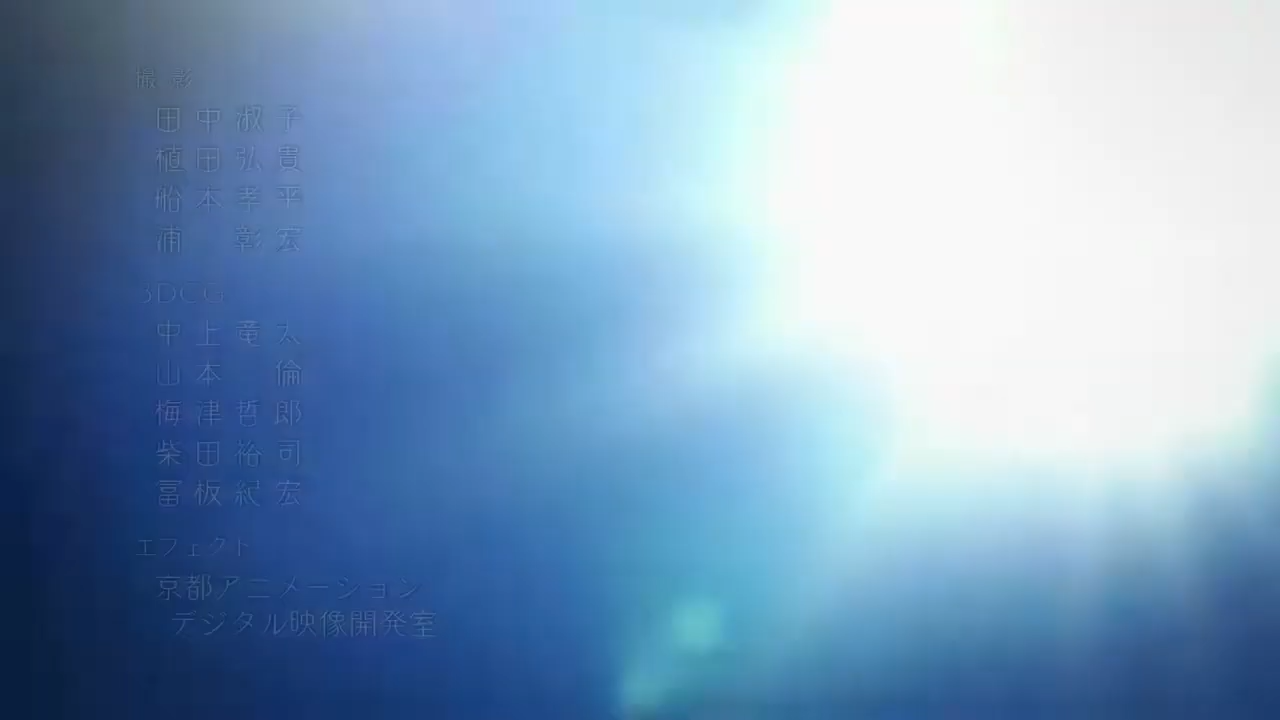 撮影
田中淑子
植田弘貴
船本孝平
浦 彰宏
3DCG
中上竜太
山本 倫
梅津哲郎
柴田裕司
冨板紀宏
エフェクト
京都アニメーション
デジタル映像開発室